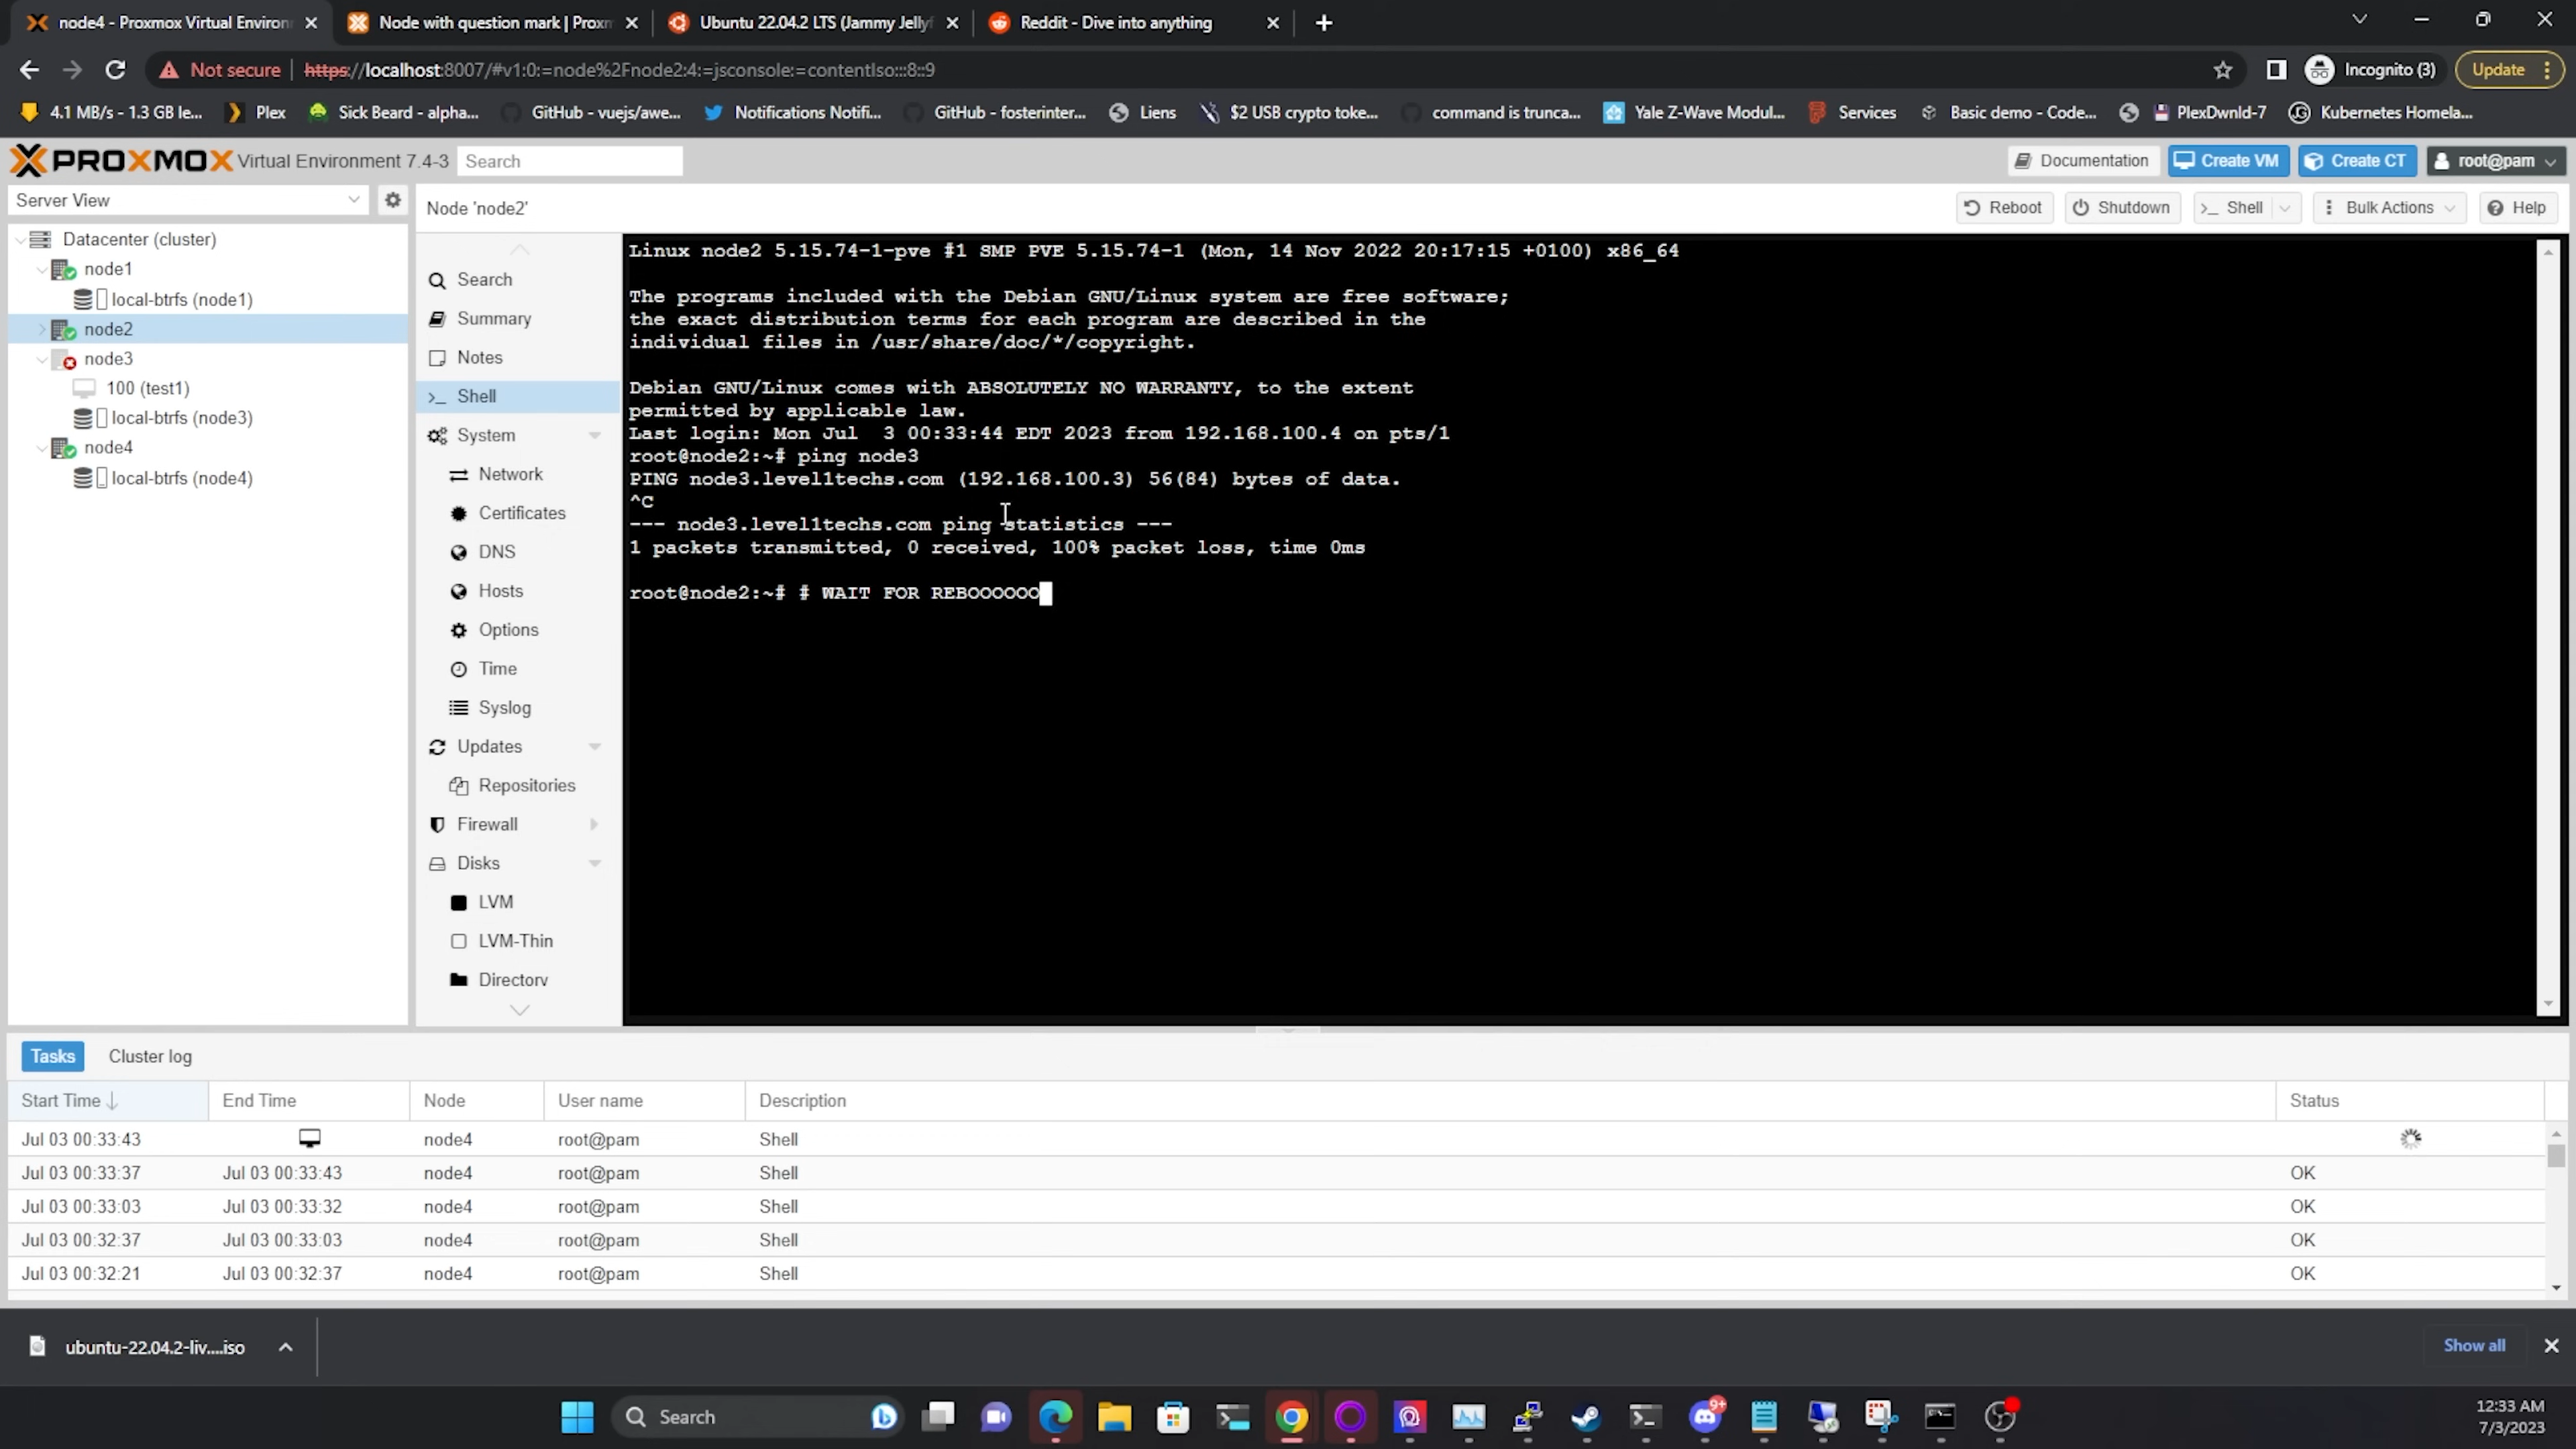 node4 - Proxmox Virtual Environ
Node with question mark | Proxm
Ubuntu 22.04.2 LTS (Jammy Jellyf
Reddit - Dive into anything
Not secure
https://localhost:8007/#v1:0:=node%2Fnode2:4:=jsconsole:=contentIso:::8::9
Incognito (3)
Update
4.1 MB/s - 1.3 GB le...
Plex
Sick Beard - alpha...
GitHub - vuejs/awe...
Notifications Notifi...
GitHub - fosterinter...
Liens
$2 USB crypto toke...
command is trunca...
Yale Z-Wave Modul...
Services
Basic demo - Code...
PlexDwnld-7
Kubernetes Homela...
PROXMOX Virtual Environment 7.4-3
Search
Documentation
Create VM
Create CT
root@pam
Server View
Node 'node2'
Reboot
Shutdown
>_ Shell
Bulk Actions
Help
Datacenter (cluster)
node1
local-btrfs (node1)
node2
node3
100 (test1)
local-btrfs (node3)
node4
local-btrfs (node4)
Search
Summary
Notes
>_ Shell
System
Network
Certificates
DNS
Hosts
Options
Time
Syslog
Updates
Repositories
Firewall
Disks
LVM
LVM-Thin
Directory
Linux node2 5.15.74-1-pve #1 SMP PVE 5.15.74-1 (Mon, 14 Nov 2022 20:17:15 +0100) x86_64
The programs included with the Debian GNU/Linux system are free software;
the exact distribution terms for each program are described in the
individual files in /usr/share/doc/*/copyright.
Debian GNU/Linux comes with ABSOLUTELY NO WARRANTY, to the extent
permitted by applicable law.
Last login: Mon Jul  3 00:33:44 EDT 2023 from 192.168.100.4 on pts/1
root@node2:~# ping node3
PING node3.level1techs.com (192.168.100.3) 56(84) bytes of data.
^C
--- node3.level1techs.com ping statistics ---
1 packets transmitted, 0 received, 100% packet loss, time 0ms
root@node2:~# # WAIT FOR REBOOOOOO
Tasks
Cluster log
Start Time
End Time
Node
User name
Description
Status
Jul 03 00:33:43 node4 root@pam Shell
Jul 03 00:33:37 Jul 03 00:33:43 node4 root@pam Shell OK
Jul 03 00:33:03 Jul 03 00:33:32 node4 root@pam Shell OK
Jul 03 00:32:37 Jul 03 00:33:03 node4 root@pam Shell OK
Jul 03 00:32:21 Jul 03 00:32:37 node4 root@pam Shell OK
ubuntu-22.04.2-liv....iso
Show all
Search
9+
12:33 AM
7/3/2023